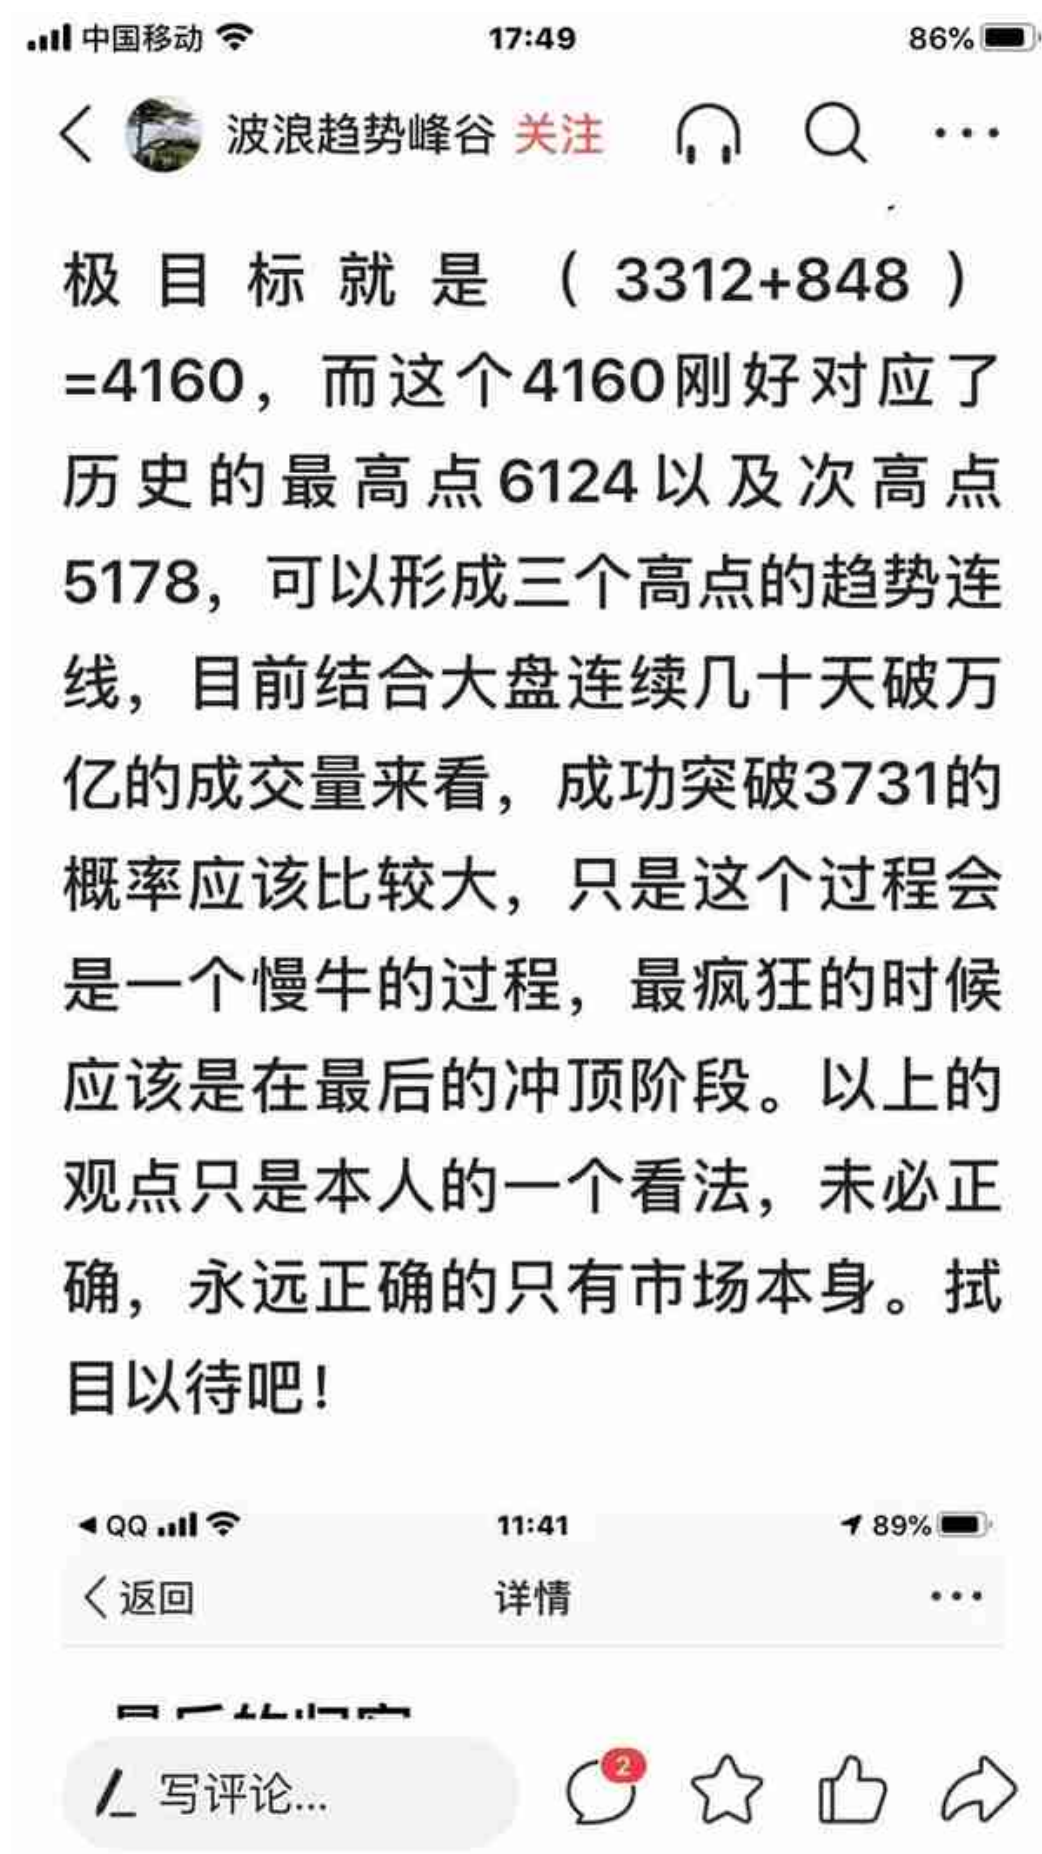 中国移动 17:49 86%
波浪趋势峰谷 关注
极目标就是（3312+848）
=4160，而这个4160刚好对应了
历史的最高点6124以及次高点
5178，可以形成三个高点的趋势连
线，目前结合大盘连续几十天破万
亿的成交量来看，成功突破3731的
概率应该比较大，只是这个过程会
是一个慢牛的过程，最疯狂的时候
应该是在最后的冲顶阶段。以上的
观点只是本人的一个看法，未必正
确，永远正确的只有市场本身。拭
目以待吧！
QQ 11:41 89%
返回 详情
写评论... 2